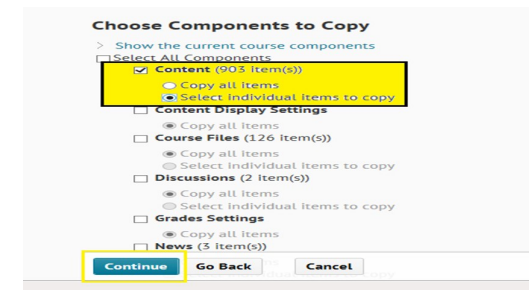 Choose Components to Copy
> Show the current course components
Select All Components
Content (903 item(s))
Copy all items
Select individual items to copy
Content Display Settings
Copy all items
Course Files (126 item(s))
Copy all items
Select individual items to copy
Discussions (2 item(s))
Copy all items
Select individual items to copy
Grades Settings
Copy all items
News (3 item(s))
Continue Go Back Cancel